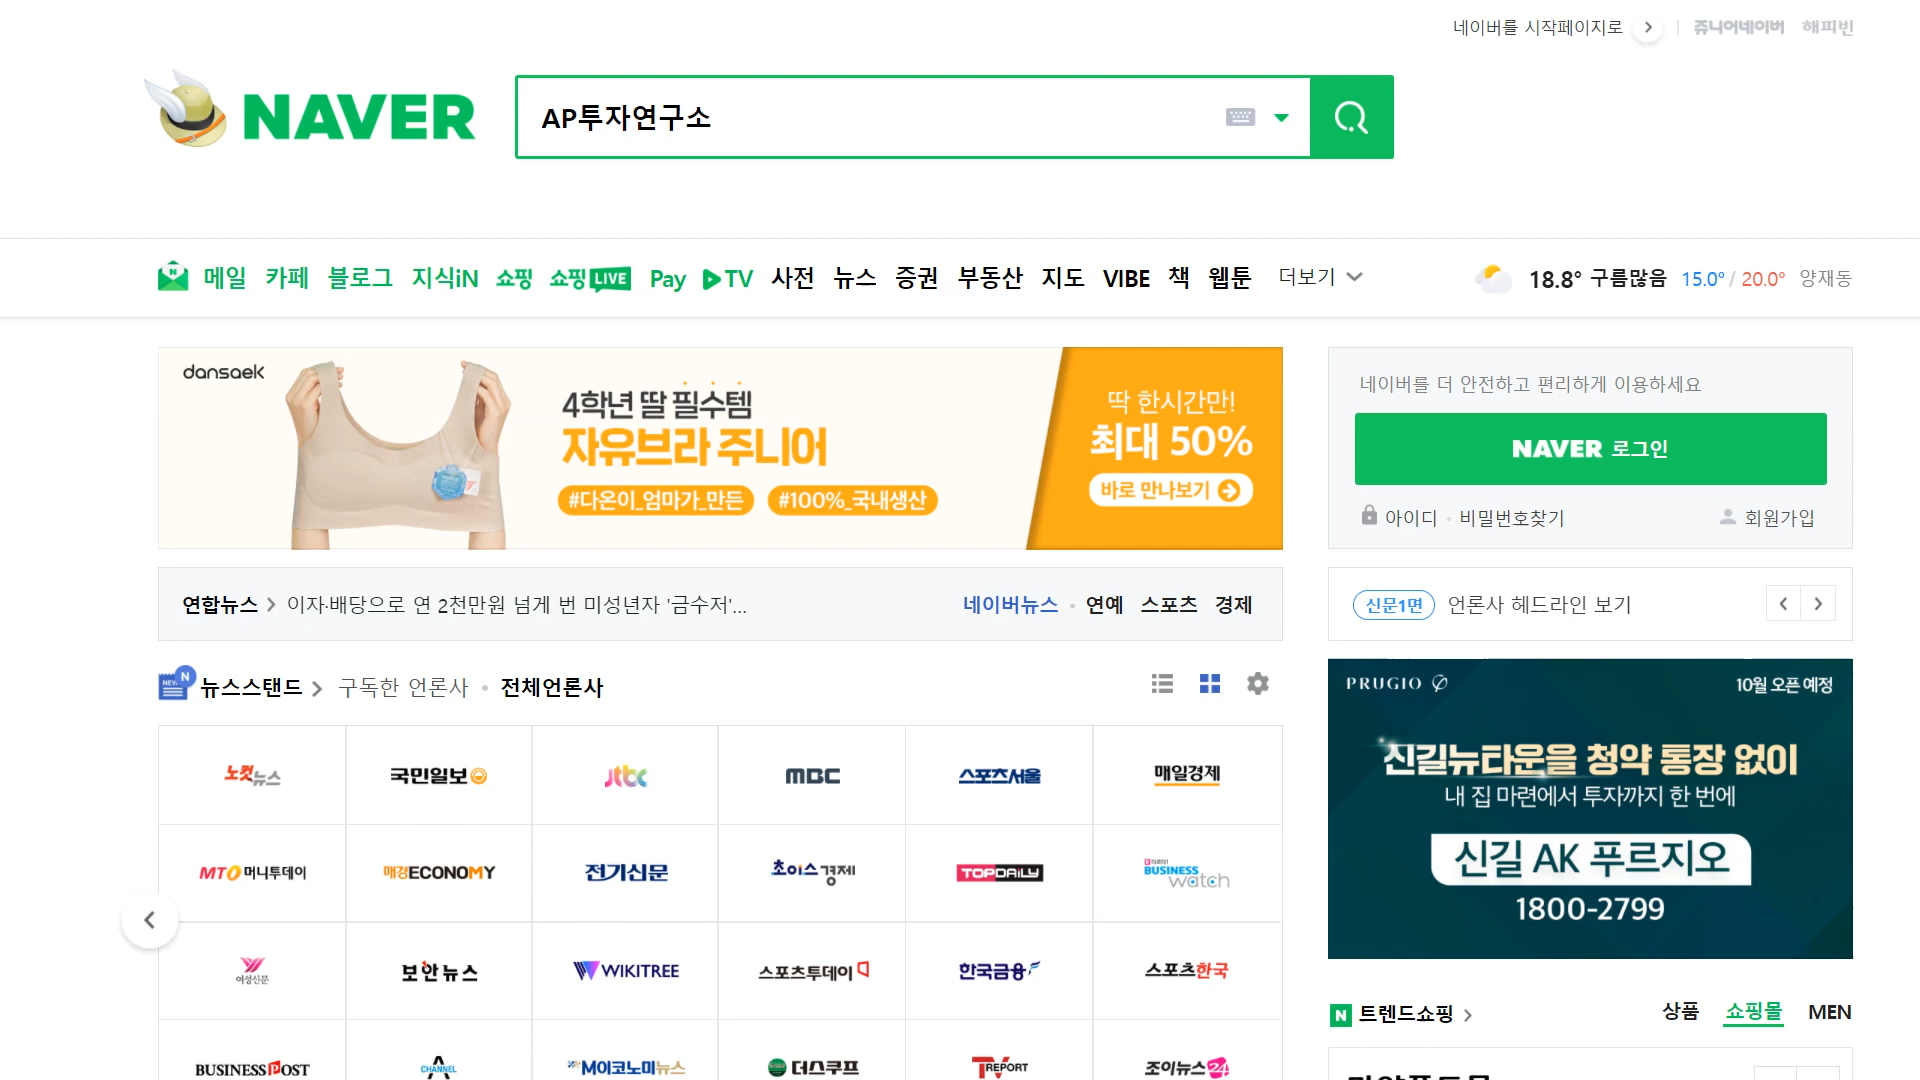 네이버를 시작페이지로
쥬니어네이버 해피빈
NAVER
AP투자연구소
메일 카페 블로그 지식iN 쇼핑 쇼핑LIVE Pay TV 사전 뉴스 증권 부동산 지도 VIBE 책 웹툰 더보기
18.8° 구름많음 15.0° / 20.0° 양재동
dansaek
4학년 딸 필수템
자유브라 주니어
#다온이_엄마가_만든 #100%_국내생산
딱 한시간만!
최대 50%
바로 만나보기
네이버를 더 안전하고 편리하게 이용하세요
NAVER 로그인
아이디 · 비밀번호찾기 회원가입
연합뉴스 > 이자·배당으로 연 2천만원 넘게 번 미성년자 '금수저'...
네이버뉴스 · 연예 스포츠 경제
신문1면 언론사 헤드라인 보기
뉴스스탠드 > 구독한 언론사 · 전체언론사
노컷뉴스 국민일보 jtbc MBC 스포츠서울 매일경제
MTO 머니투데이 매경ECONOMY 전기신문 초이스경제 TOPDAILY BUSINESS watch
여성신문 보안뉴스 WIKITREE 스포츠투데이 한국금융 스포츠한국
BUSINESSPOST CHANNEL A M이코노미뉴스 더스쿠프 TVREPORT 조이뉴스24
PRUGIO
10월 오픈 예정
신길뉴타운을 청약 통장 없이
내 집 마련에서 투자까지 한 번에
신길 AK 푸르지오
1800-2799
N 트렌드쇼핑 >
상품 쇼핑몰 MEN